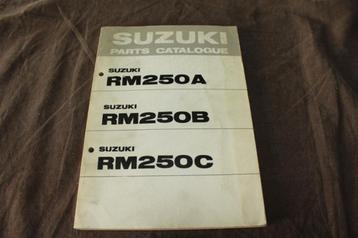 SUZUKI
PARTS CATALOGUE
SUZUKI
RM250A
SUZUKI
RM250B
SUZUKI
RM250C